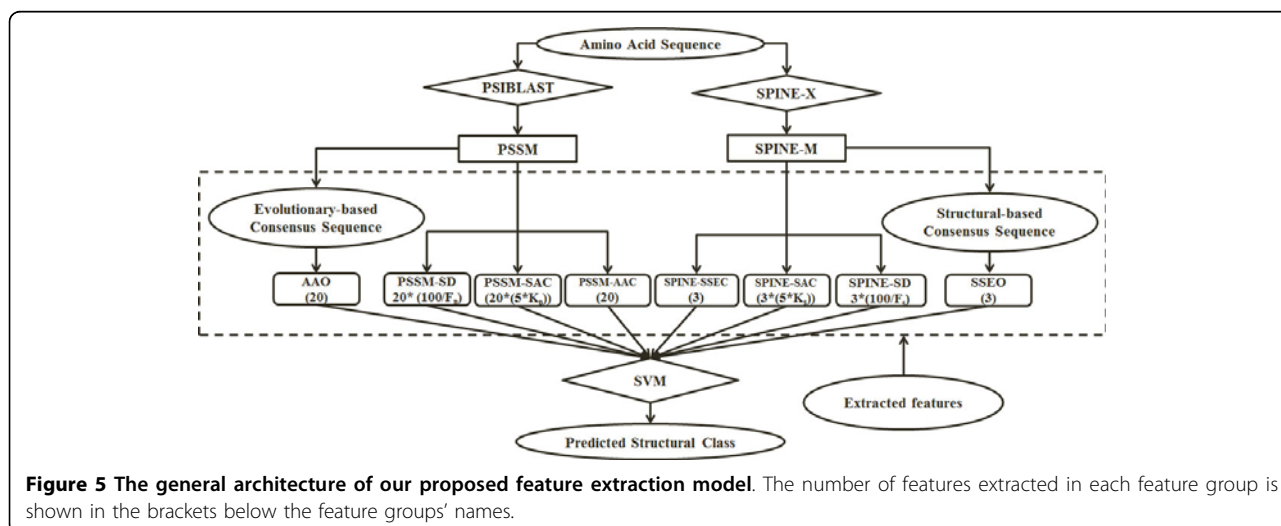 Amino Acid Sequence
PSIBLAST
SPINE-X
PSSM
SPINE-M
Evolutionary-based
Consensus Sequence
Structural-based
Consensus Sequence
AAO
(20)
PSSM-SD
20* (100/Fₚ)
PSSM-SAC
(20*(5*Kₚ))
PSSM-AAC
(20)
SPINE-SSEC
(3)
SPINE-SAC
(3*(5*Kₛ))
SPINE-SD
3*(100/Fₛ)
SSEO
(3)
SVM
Extracted features
Predicted Structural Class
Figure 5 The general architecture of our proposed feature extraction model. The number of features extracted in each feature group is
shown in the brackets below the feature groups' names.